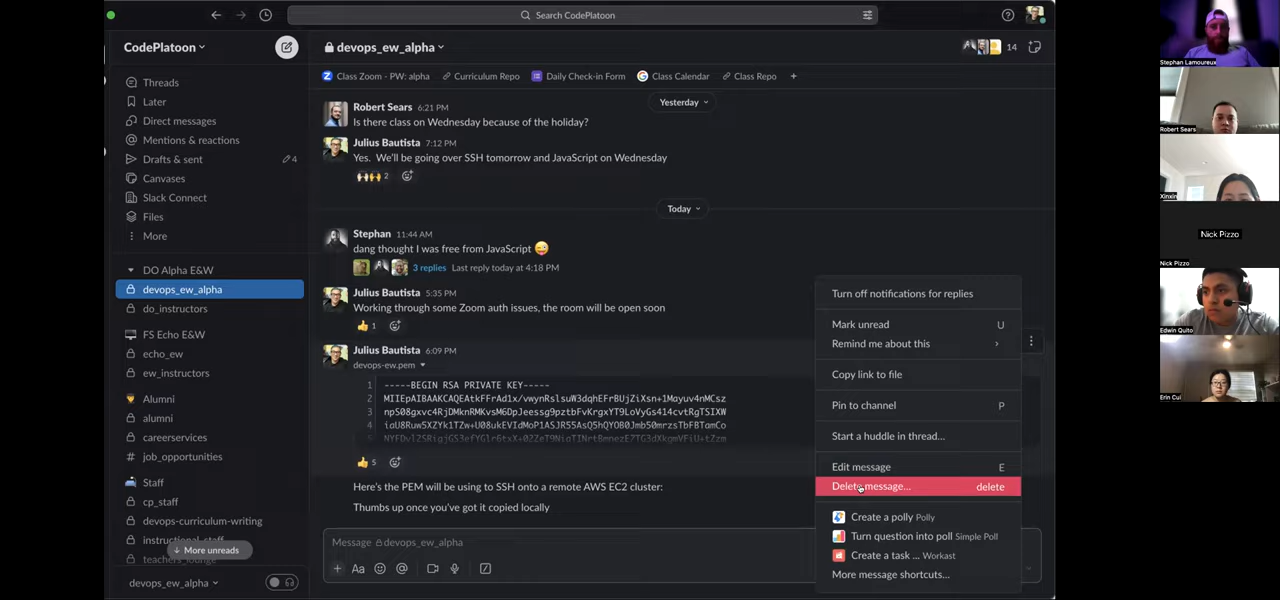 Search CodePlatoon
CodePlatoon
Threads
Later
Direct messages
Mentions & reactions
Drafts & sent
4
Canvases
Slack Connect
Files
More
DO Alpha E&W
devops_ew_alpha
do_instructors
FS Echo E&W
echo_ew
ew_instructors
Alumni
alumni
careerservices
# job_opportunities
Staff
cp_staff
devops-curriculum-writing
More unreads
devops_ew_alpha
devops_ew_alpha
14
Class Zoom - PW: alpha
Curriculum Repo
Daily Check-in Form
Class Calendar
Class Repo
+
Yesterday
Robert Sears 6:21 PM
Is there class on Wednesday because of the holiday?
Julius Bautista 7:12 PM
Yes. We'll be going over SSH tomorrow and JavaScript on Wednesday
2
Today
Stephan 11:44 AM
dang thought I was free from JavaScript
3 replies Last reply today at 4:18 PM
Julius Bautista 5:35 PM
Working through some Zoom auth issues, the room will be open soon
1
Julius Bautista 6:09 PM
devops-ew.pem
1 -----BEGIN RSA PRIVATE KEY-----
2
3
4
5
Here's the PEM will be using to SSH onto a remote AWS EC2 cluster:
Thumbs up once you've got it copied locally
Message devops_ew_alpha
Aa
Turn off notifications for replies
Mark unread U
Remind me about this
Copy link to file
Pin to channel P
Start a huddle in thread...
Edit message E
Delete message... delete
Create a polly Polly
Turn question into poll Simple Poll
Create a task ... Workast
More message shortcuts...
Stephan Lamoureux
Robert Sears
Xinxin
Nick Pizzo
Nick Pizzo
Edwin Quito
Erin Cui